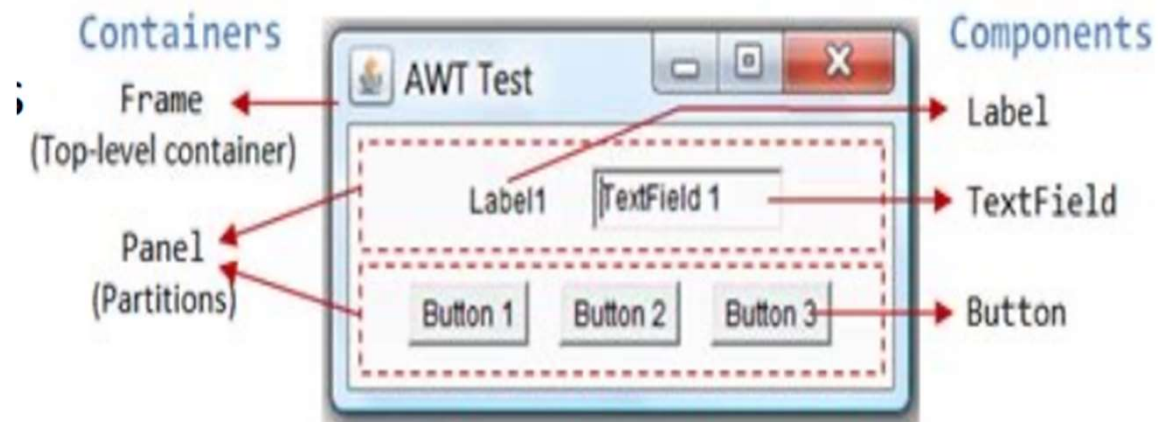 Containers
Components
Frame
(Top-level container)
Panel
(Partitions)
AWT Test
Label1
TextField 1
Button 1
Button 2
Button 3
Label
TextField
Button